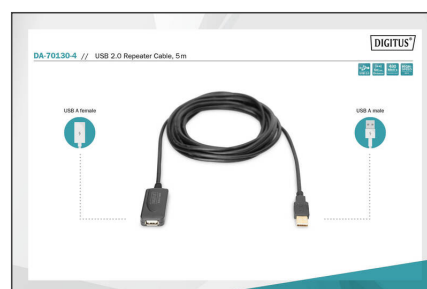 DIGITUS®
DA-70130-4 // USB 2.0 Repeater Cable, 5 m
USB A female
USB A male